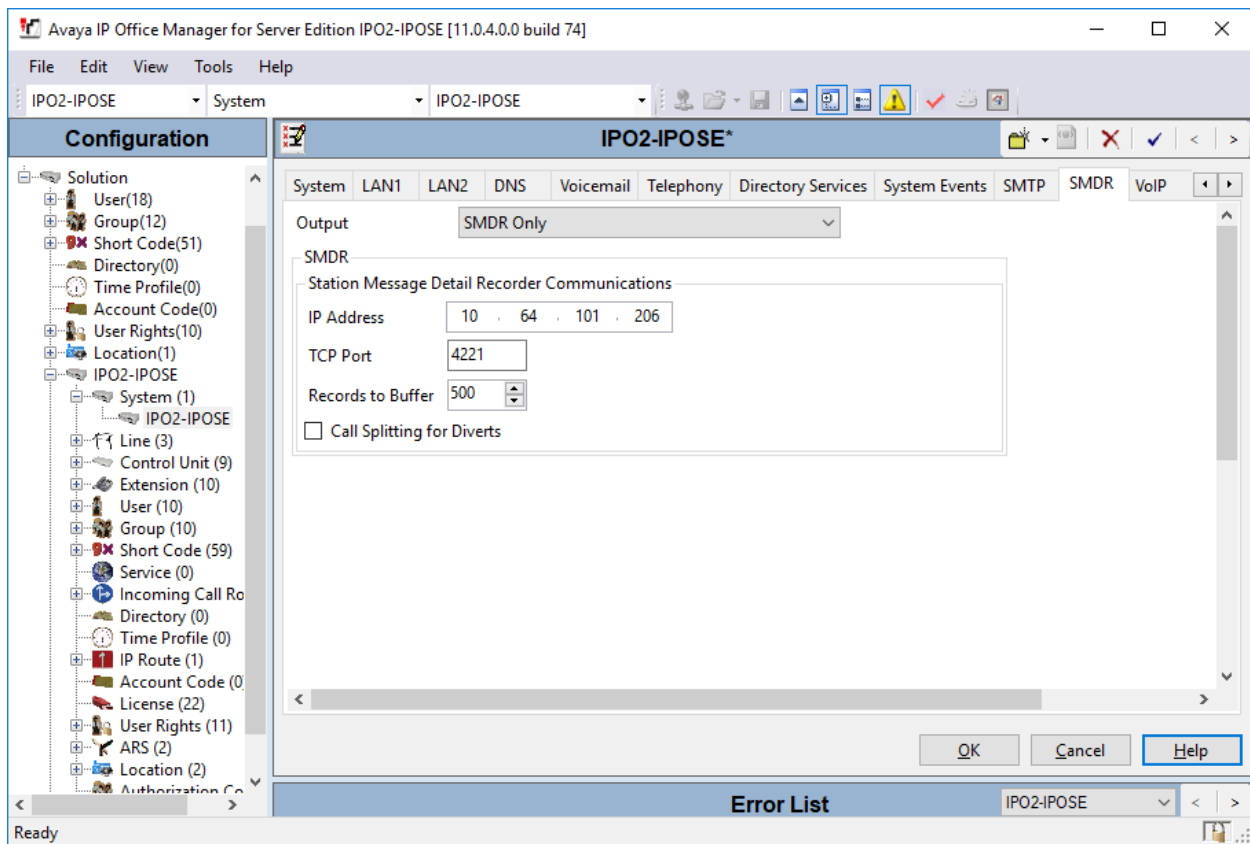 Avaya IP Office Manager for Server Edition IPO2-IPOSE [11.0.4.0.0 build 74]
File Edit View Tools Help
IPO2-IPOSE System IPO2-IPOSE
Configuration
Solution
User(18)
Group(12)
Short Code(51)
Directory(0)
Time Profile(0)
Account Code(0)
User Rights(10)
Location(1)
IPO2-IPOSE
System (1)
IPO2-IPOSE
Line (3)
Control Unit (9)
Extension (10)
User (10)
Group (10)
Short Code (59)
Service (0)
Incoming Call Ro
Directory (0)
Time Profile (0)
IP Route (1)
Account Code (0
License (22)
User Rights (11)
ARS (2)
Location (2)
Authorization Co
IPO2-IPOSE*
System LAN1 LAN2 DNS Voicemail Telephony Directory Services System Events SMTP SMDR VoIP
Output SMDR Only
SMDR
Station Message Detail Recorder Communications
IP Address 10 . 64 . 101 . 206
TCP Port 4221
Records to Buffer 500
Call Splitting for Diverts
OK Cancel Help
Error List IPO2-IPOSE
Ready